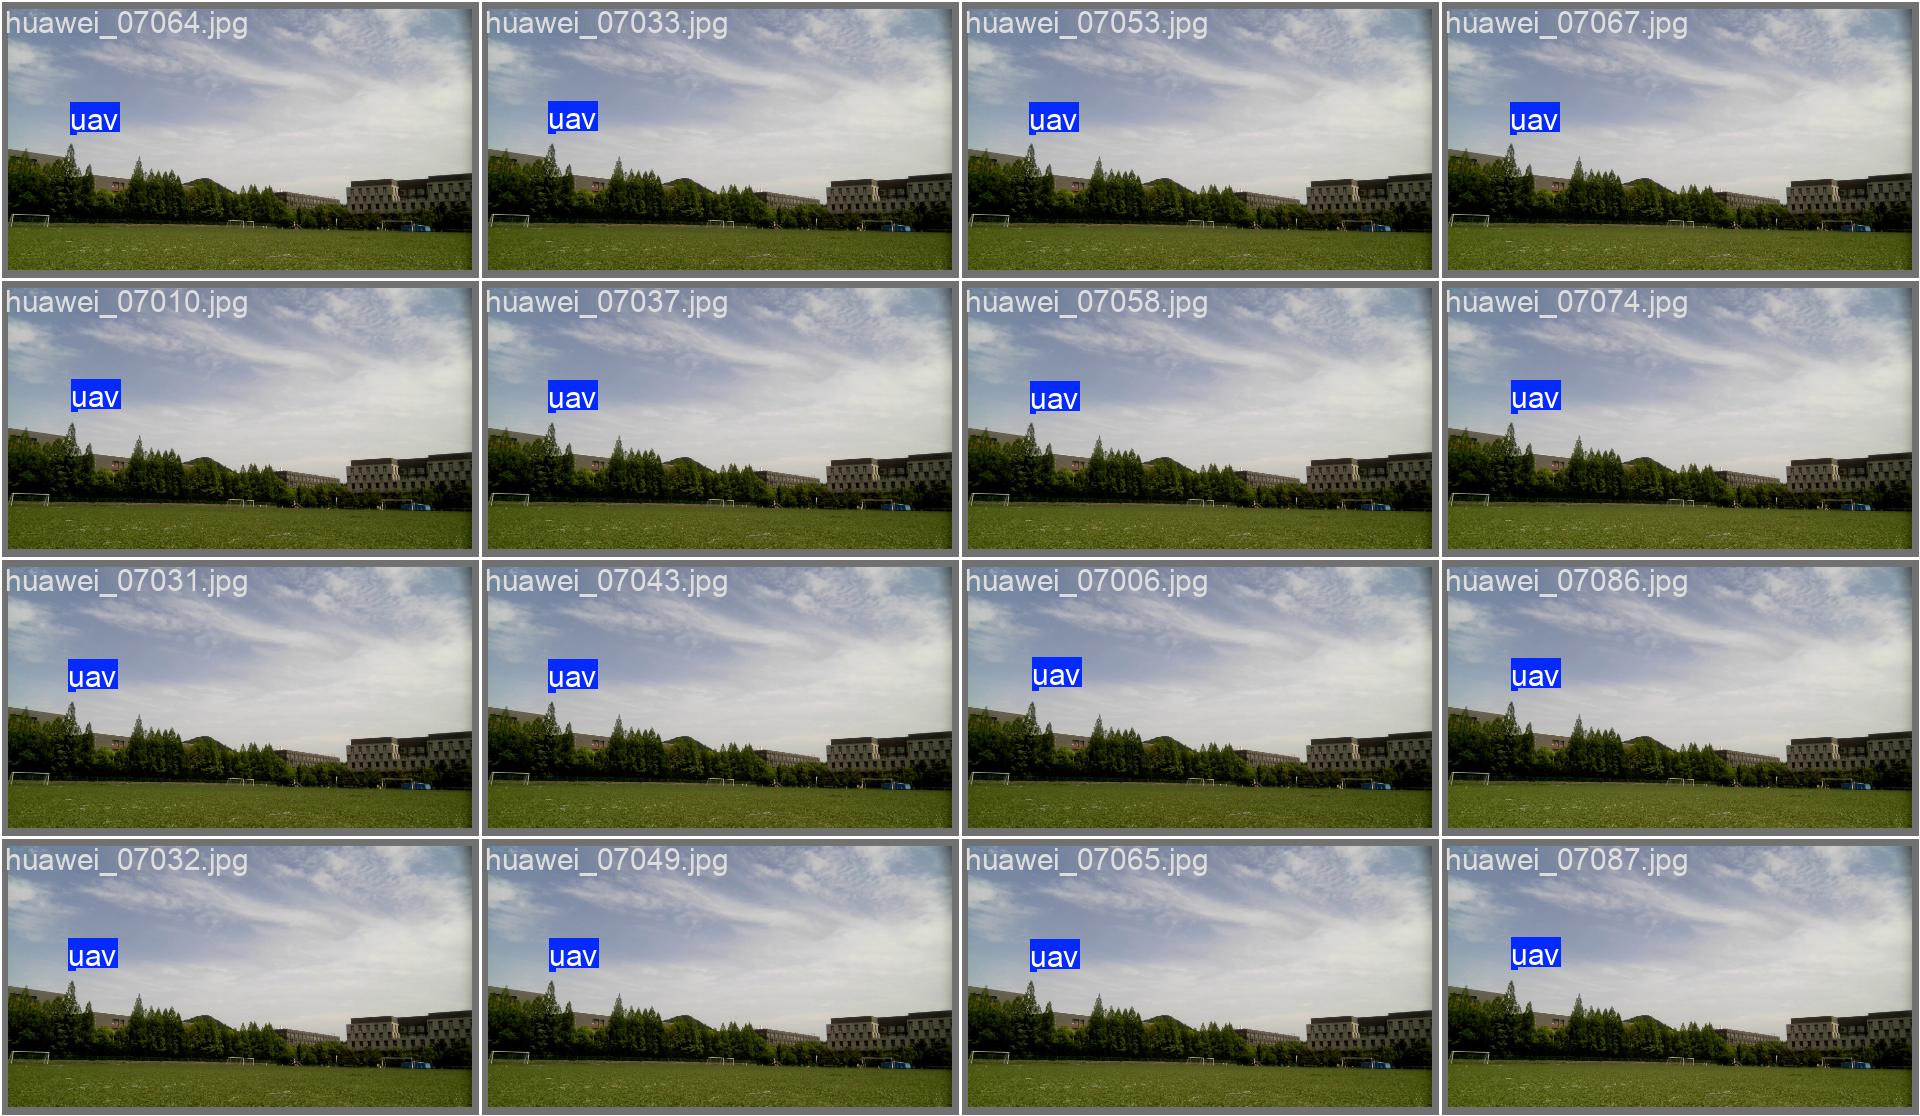 huawei_07064.jpg huawei_07033.jpg huawei_07053.jpg huawei_07067.jpg
uav uav uav uav
huawei_07010.jpg huawei_07037.jpg huawei_07058.jpg huawei_07074.jpg
uav uav uav uav
huawei_07031.jpg huawei_07043.jpg huawei_07006.jpg huawei_07086.jpg
uav uav uav uav
huawei_07032.jpg huawei_07049.jpg huawei_07065.jpg huawei_07087.jpg
uav uav uav uav